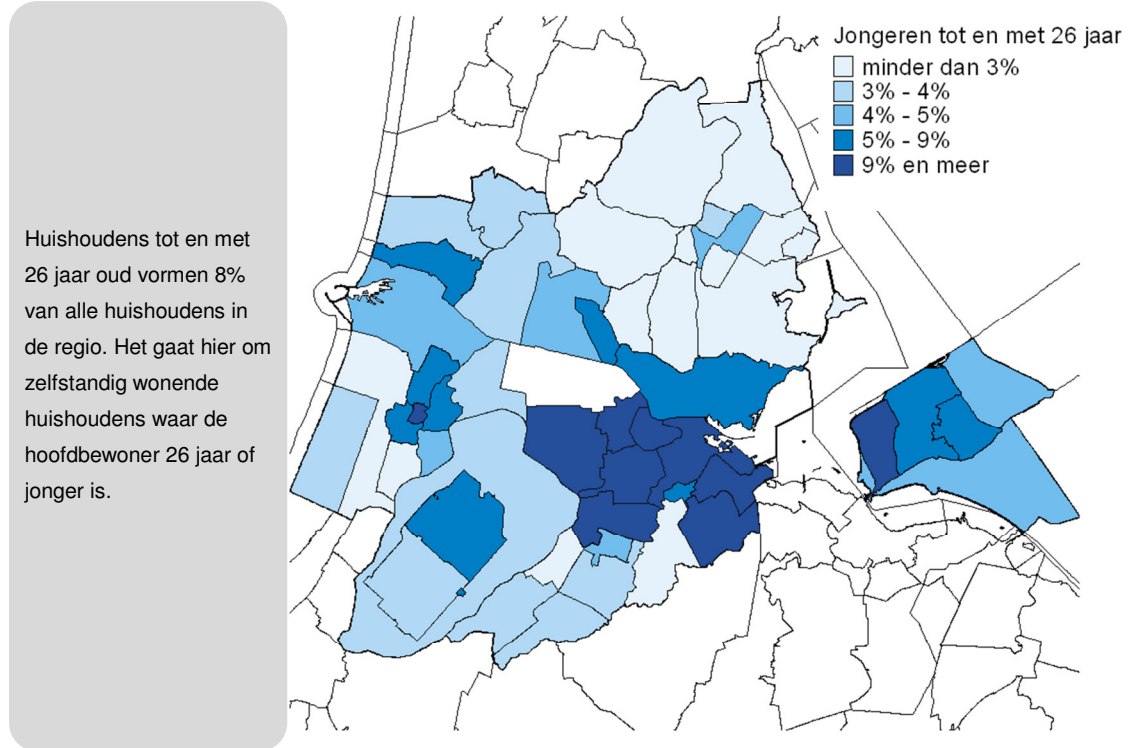 Huishoudens tot en met
26 jaar oud vormen 8%
van alle huishoudens in
de regio. Het gaat hier om
zelfstandig wonende
huishoudens waar de
hoofdbewoner 26 jaar of
jonger is.
Jongeren tot en met 26 jaar
minder dan 3%
3% - 4%
4% - 5%
5% - 9%
9% en meer